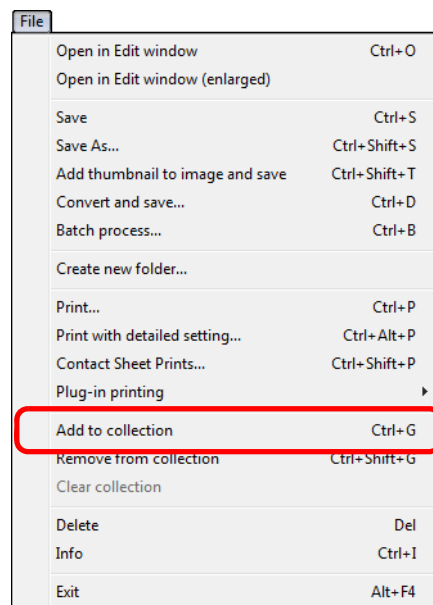 File
Open in Edit window Ctrl+O
Open in Edit window (enlarged)
Save Ctrl+S
Save As... Ctrl+Shift+S
Add thumbnail to image and save Ctrl+Shift+T
Convert and save... Ctrl+D
Batch process... Ctrl+B
Create new folder...
Print... Ctrl+P
Print with detailed setting... Ctrl+Alt+P
Contact Sheet Prints... Ctrl+Shift+P
Plug-in printing
Add to collection Ctrl+G
Remove from collection Ctrl+Shift+G
Clear collection
Delete Del
Info Ctrl+I
Exit Alt+F4